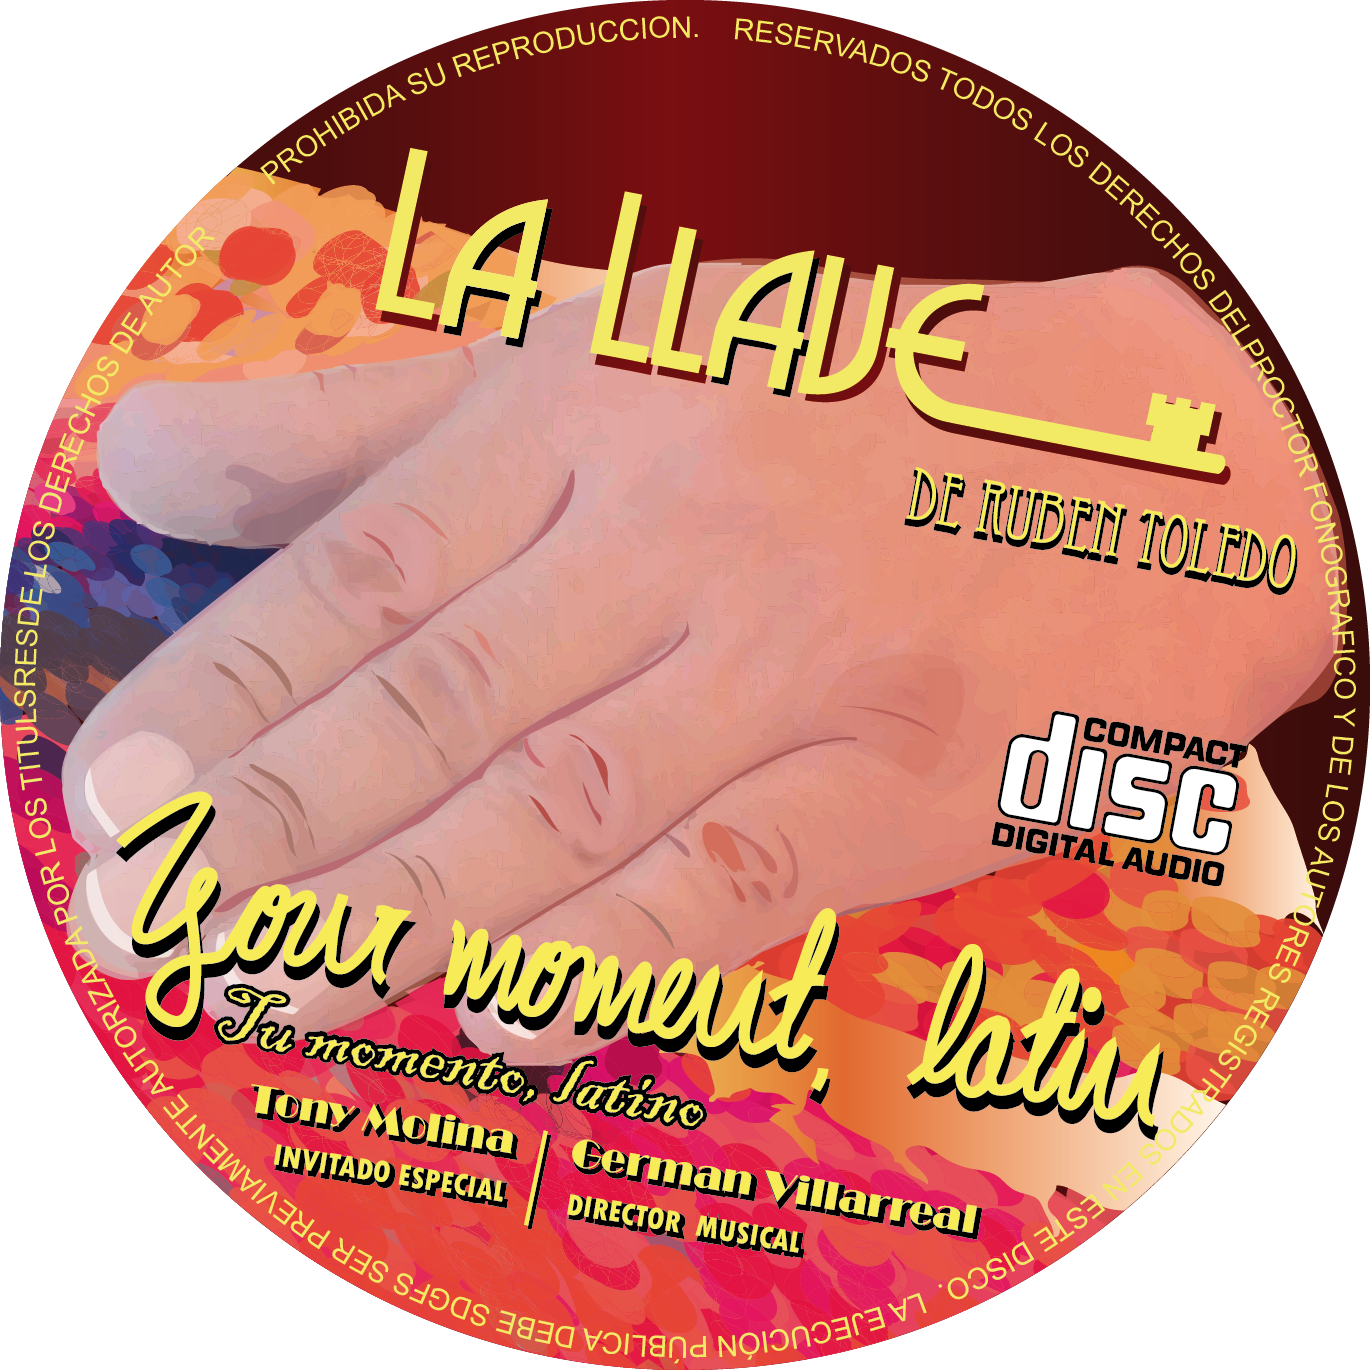 PROHIBIDA SU REPRODUCCION.
RESERVADOS TODOS LOS DERECHOS DELPROCTOR FONOGRAFICO Y DE LOS AUTORES REGISTRADOS EN ESTE DISCO. LA EJECUCIÓN PÚBLICA DEBE SDGFS SER PREVIAMENTE AUTORIZADA POR LOS TITULSRESDE LOS DERECHOS DE AUTOR
LA LLAVE
DE RUBEN TOLEDO
COMPACT
disc
DIGITAL AUDIO
Your moment, latin
Tu momento, latino
Tony Molina
INVITADO ESPECIAL
German Villarreal
DIRECTOR MUSICAL